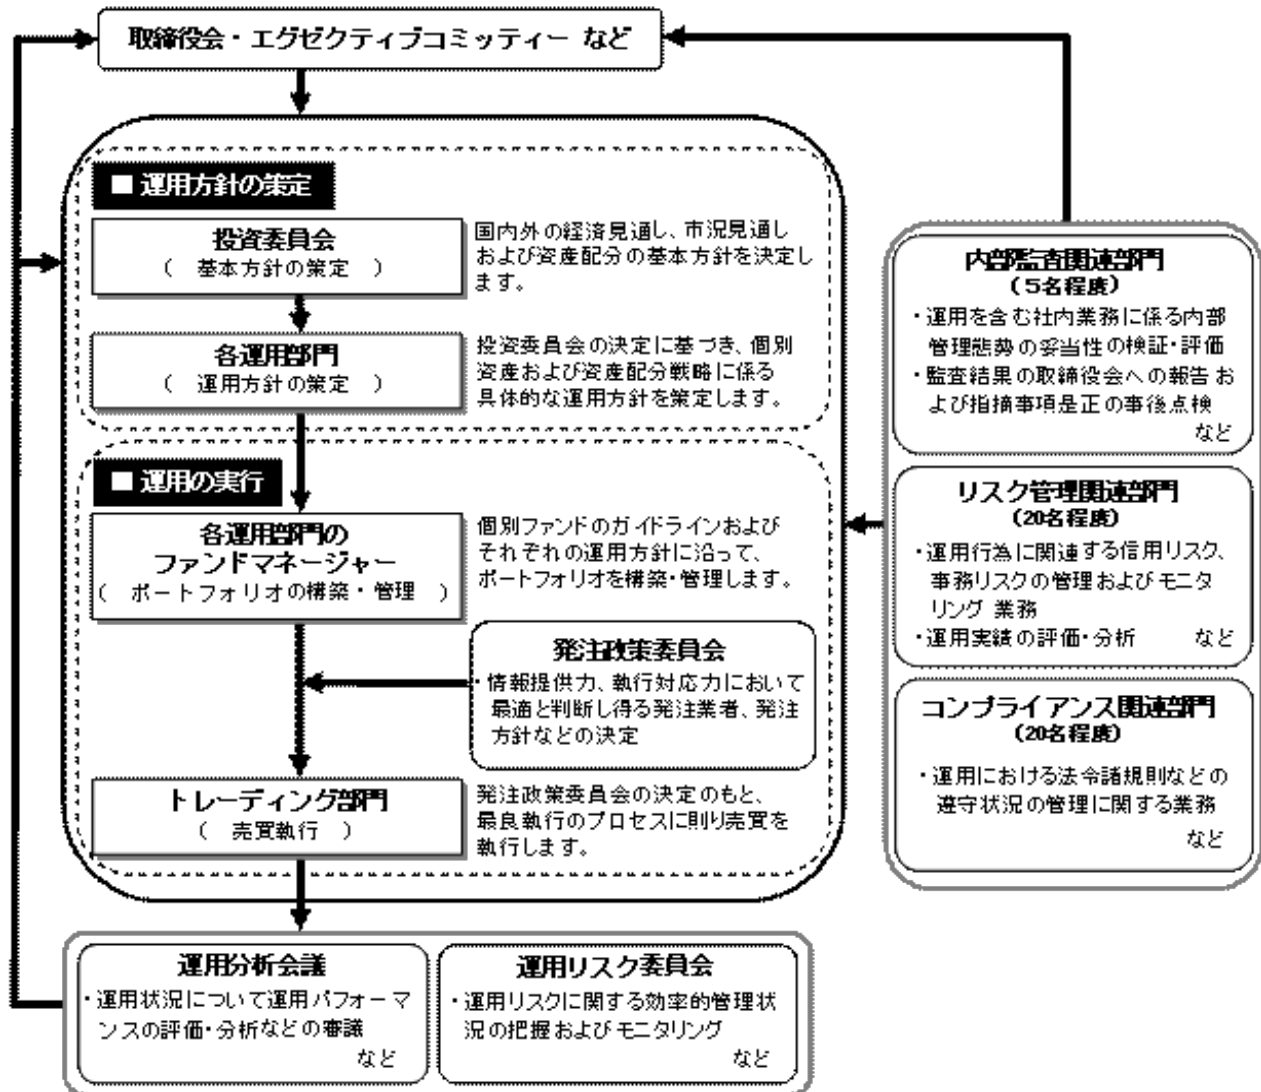 取締役会・エグゼクティブコミッティー など
■ 運用方針の策定
投資委員会
( 基本方針の策定 )
国内外の経済見通し、市況見通し
および資産配分の基本方針を決定し
ます。
各運用部門
( 運用方針の策定 )
投資委員会の決定に基づき、個別
資産および資産配分戦略に係る
具体的な運用方針を策定します。
■ 運用の実行
各運用部門の
ファンドマネージャー
( ポートフォリオの構築・管理 )
個別ファンドのガイドラインおよび
それぞれの運用方針に沿って、
ポートフォリオを構築・管理します。
発注政策委員会
・情報提供力、執行対応力において
最適と判断し得る発注業者、発注
方針などの決定
トレーディング部門
( 売買執行 )
発注政策委員会の決定のもと、
最良執行のプロセスに則り売買を
執行します。
運用分析会議
・運用状況について運用パフォーマ
ンスの評価・分析などの審議
など
運用リスク委員会
・運用リスクに関する効率的管理状
況の把握およびモニタリング
など
内部監査関連部門
(5名程度)
・運用を含む社内業務に係る内部
管理態勢の妥当性の検証・評価
・監査結果の取締役会への報告 お
よび指摘事項是正の事後点検
など
リスク管理関連部門
(20名程度)
・運用行為に関連する信用リスク、
事務リスクの管理およびモニタ
リング 業務
・運用実績の評価・分析 など
コンプライアンス関連部門
(20名程度)
・運用における法令諸規則などの
遵守状況の管理に関する業務
など